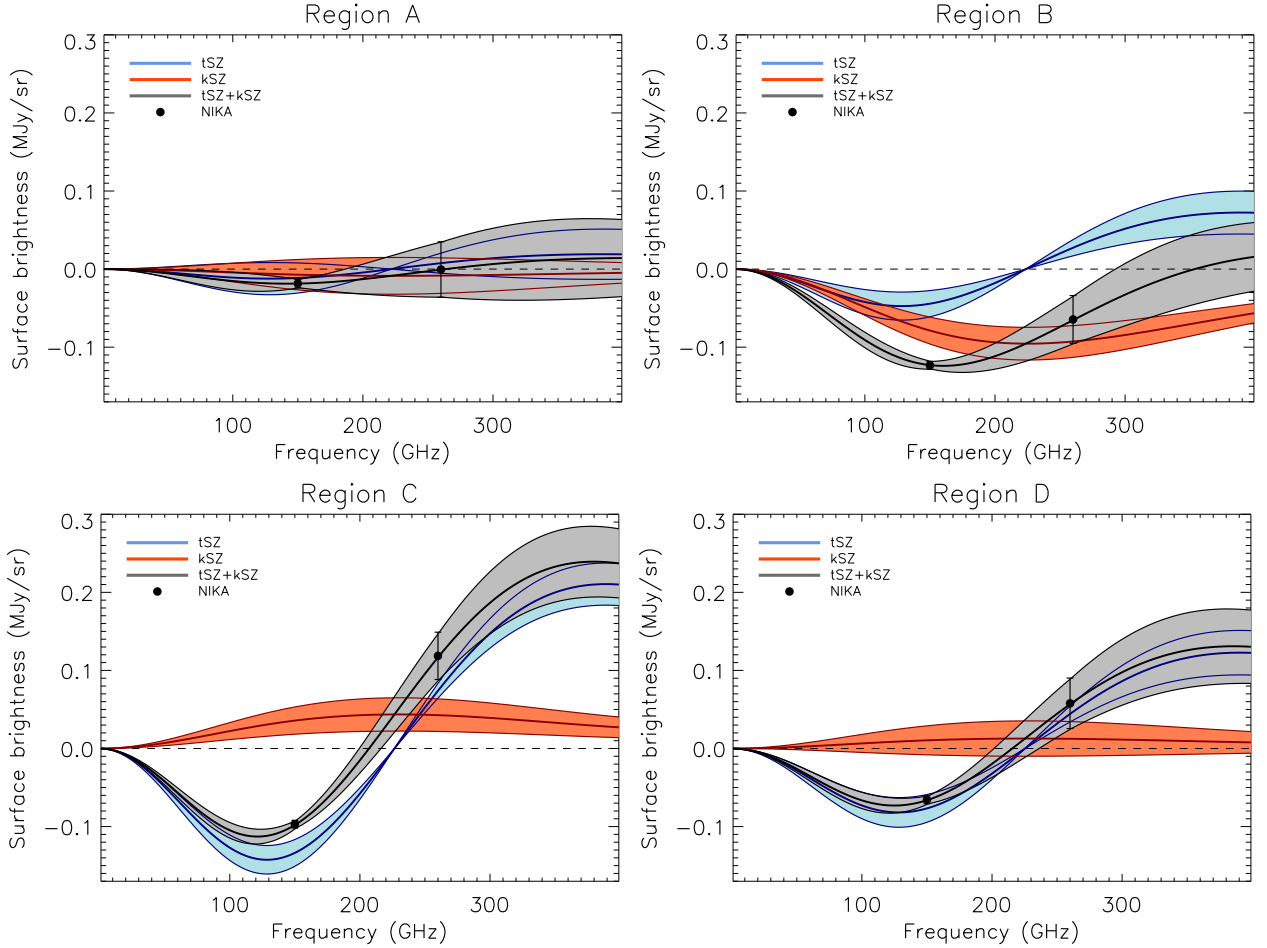 Region A
Surface brightness (MJy/sr)
0.3
0.2
0.1
0.0
−0.1
tSZ
kSZ
tSZ+kSZ
NIKA
100
200
300
Frequency (GHz)
Region B
Surface brightness (MJy/sr)
0.3
0.2
0.1
0.0
−0.1
tSZ
kSZ
tSZ+kSZ
NIKA
100
200
300
Frequency (GHz)
Region C
Surface brightness (MJy/sr)
0.3
0.2
0.1
0.0
−0.1
tSZ
kSZ
tSZ+kSZ
NIKA
100
200
300
Frequency (GHz)
Region D
Surface brightness (MJy/sr)
0.3
0.2
0.1
0.0
−0.1
tSZ
kSZ
tSZ+kSZ
NIKA
100
200
300
Frequency (GHz)